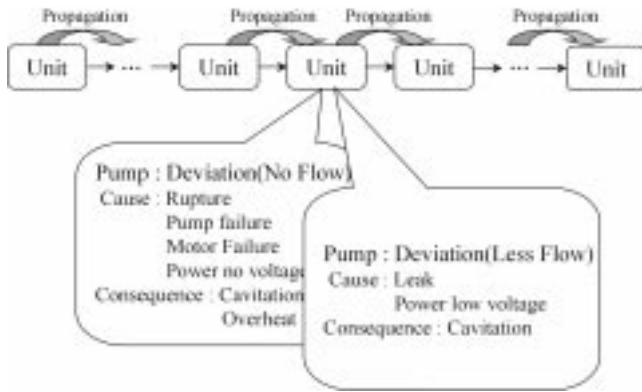 Propagation Propagation Propagation Propagation
Unit ... Unit Unit Unit ... Unit
Pump : Deviation(No Flow)
Cause : Rupture
Pump failure
Motor Failure
Power no voltage
Consequence : Cavitation
Overheat
Pump : Deviation(Less Flow)
Cause : Leak
Power low voltage
Consequence : Cavitation